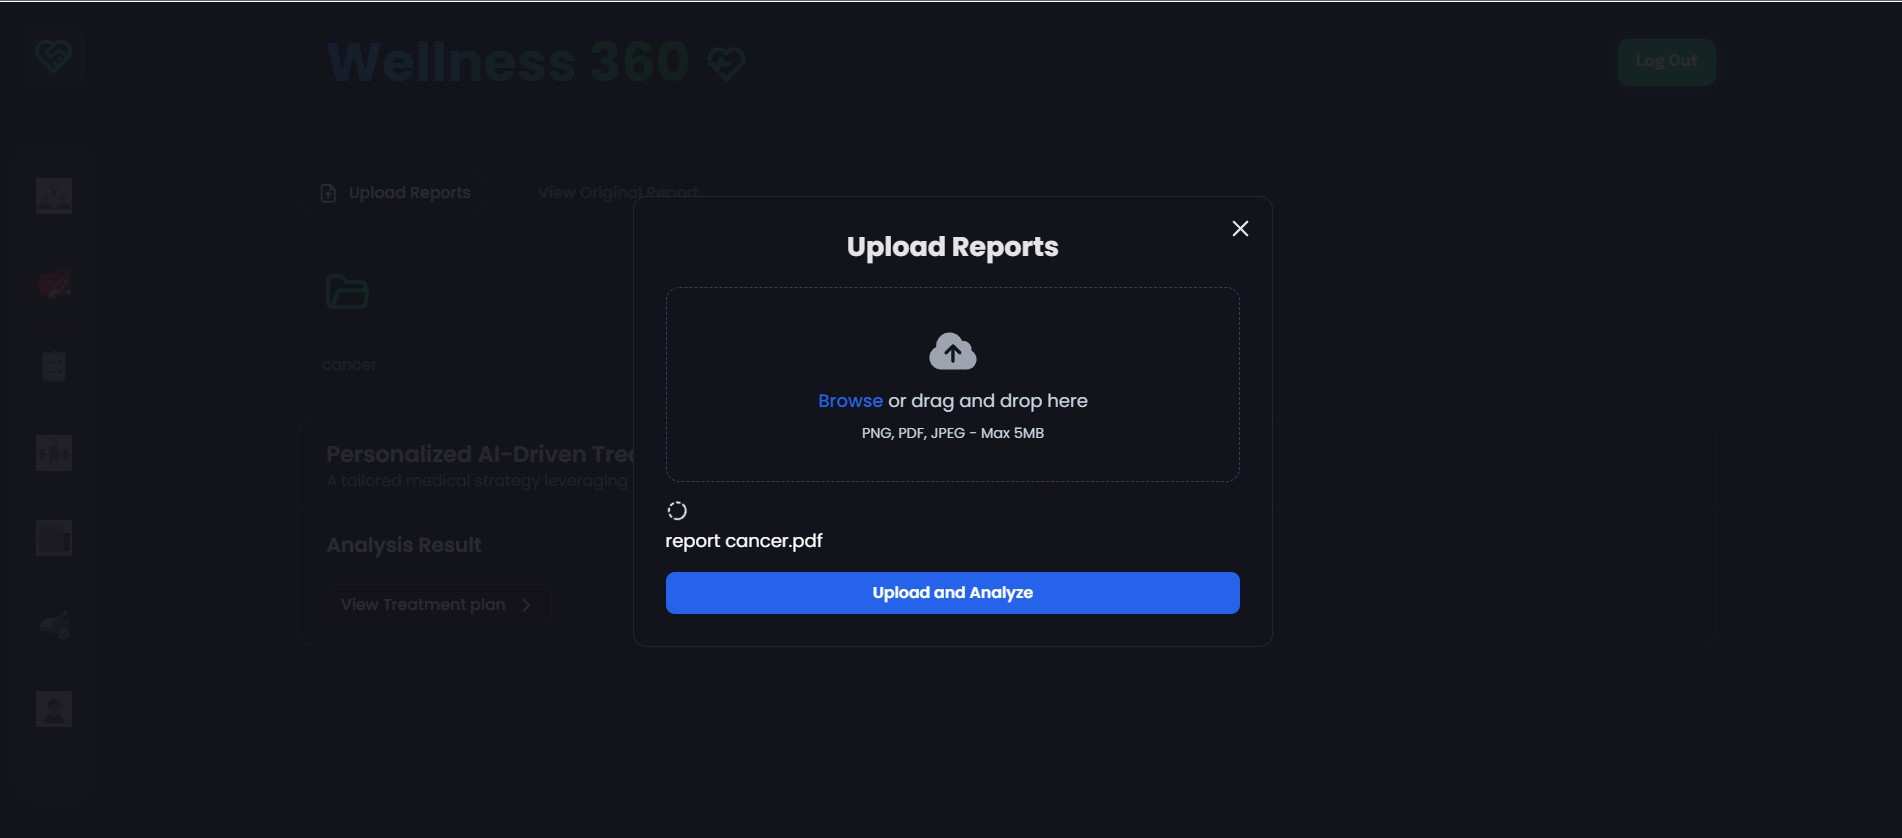 Wellness 360
Log Out
Upload Reports
View Original Report
Upload Reports
cancer
Browse or drag and drop here
PNG, PDF, JPEG - Max 5MB
Personalized AI-Driven
A tailored medical strategy leveraging
report cancer.pdf
Analysis Result
Upload and Analyze
View Treatment plan